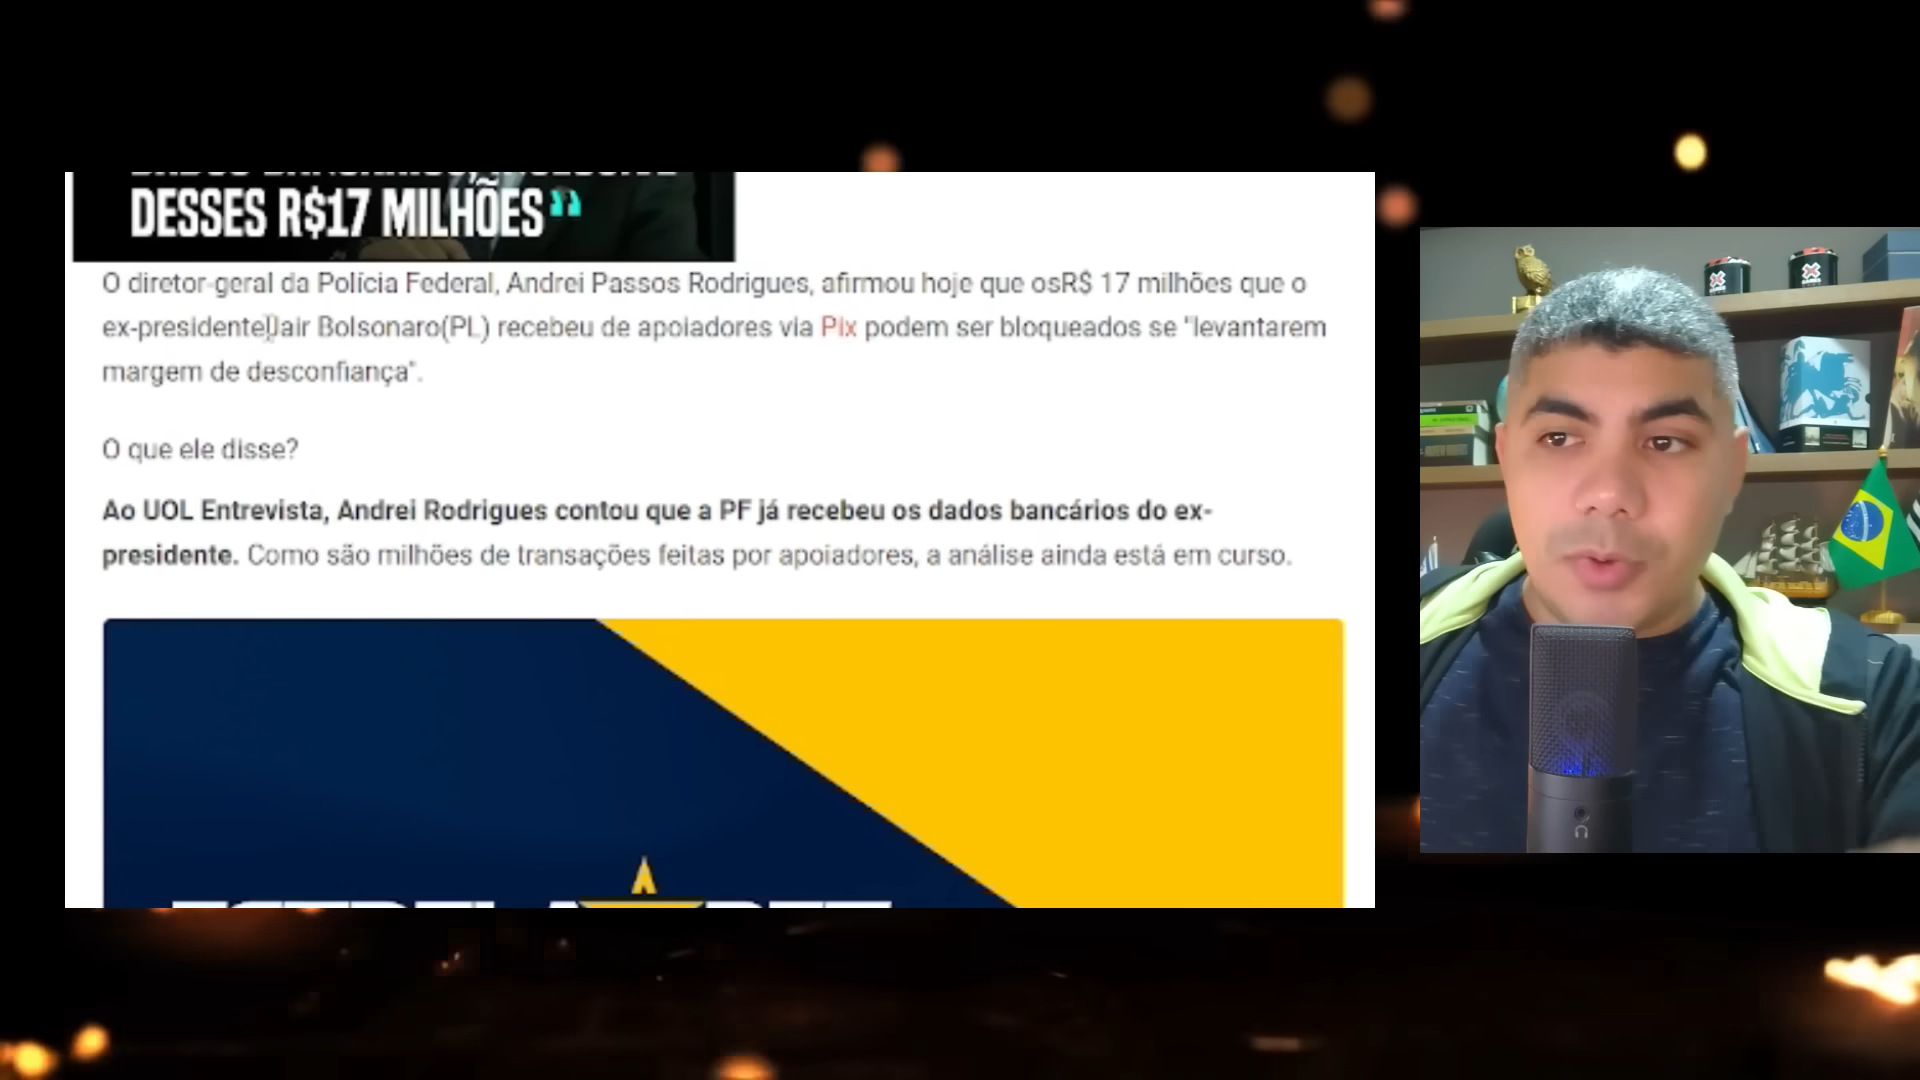 DESSES R$17 MILHÕES"
O diretor-geral da Polícia Federal, Andrei Passos Rodrigues, afirmou hoje que osR$ 17 milhões que o
ex-presidente Jair Bolsonaro(PL) recebeu de apoiadores via Pix podem ser bloqueados se "levantarem
margem de desconfiança".
O que ele disse?
Ao UOL Entrevista, Andrei Rodrigues contou que a PF já recebeu os dados bancários do ex-
presidente. Como são milhões de transações feitas por apoiadores, a análise ainda está em curso.